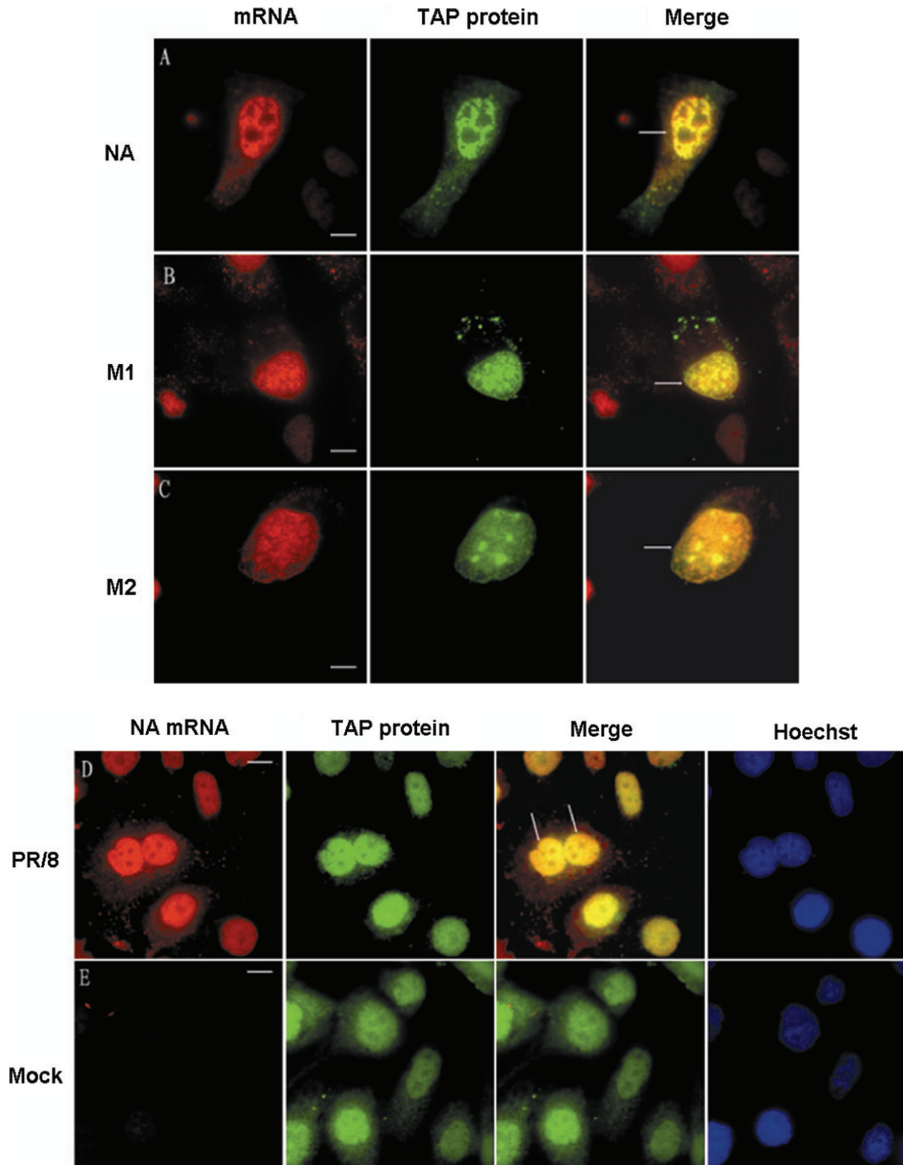 mRNA TAP protein Merge
A
NA
B
M1
C
M2
NA mRNA TAP protein Merge Hoechst
D
PR/8
E
Mock